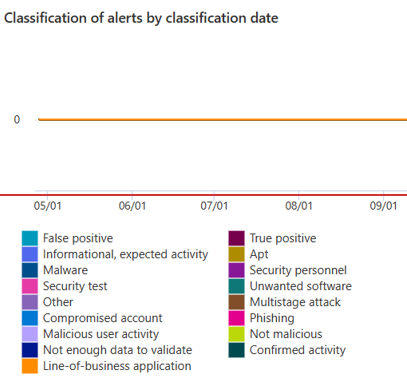 Classification of alerts by classification date
0
05/01 06/01 07/01 08/01 09/01
False positive
Informational, expected activity
Malware
Security test
Other
Compromised account
Malicious user activity
Not enough data to validate
Line-of-business application
True positive
Apt
Security personnel
Unwanted software
Multistage attack
Phishing
Not malicious
Confirmed activity